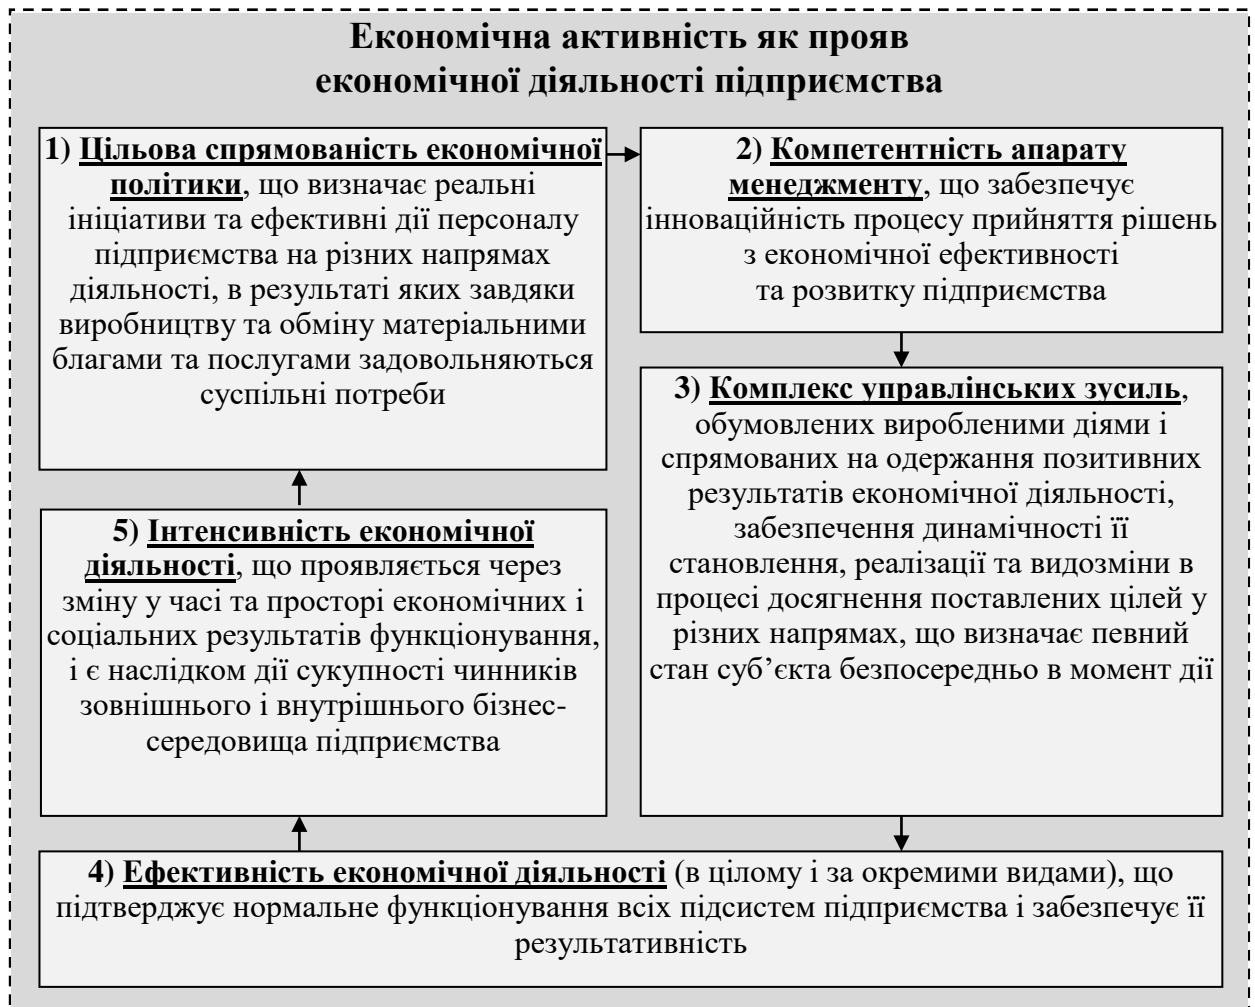 Економічна активність як прояв
економічної діяльності підприємства
1) Цільова спрямованість економічної
політики, що визначає реальні
ініціативи та ефективні дії персоналу
підприємства на різних напрямах
діяльності, в результаті яких завдяки
виробництву та обміну матеріальними
благами та послугами задовольняються
суспільні потреби
2) Компетентність апарату
менеджменту, що забезпечує
інноваційність процесу прийняття рішень
з економічної ефективності
та розвитку підприємства
3) Комплекс управлінських зусиль,
обумовлених виробленими діями і
спрямованих на одержання позитивних
результатів економічної діяльності,
забезпечення динамічності її
становлення, реалізації та видозміни в
процесі досягнення поставлених цілей у
різних напрямах, що визначає певний
стан суб’єкта безпосередньо в момент дії
4) Ефективність економічної діяльності (в цілому і за окремими видами), що
підтверджує нормальне функціонування всіх підсистем підприємства і забезпечує її
результативність
5) Інтенсивність економічної
діяльності, що проявляється через
зміну у часі та просторі економічних і
соціальних результатів функціонування,
і є наслідком дії сукупності чинників
зовнішнього і внутрішнього бізнес-
середовища підприємства